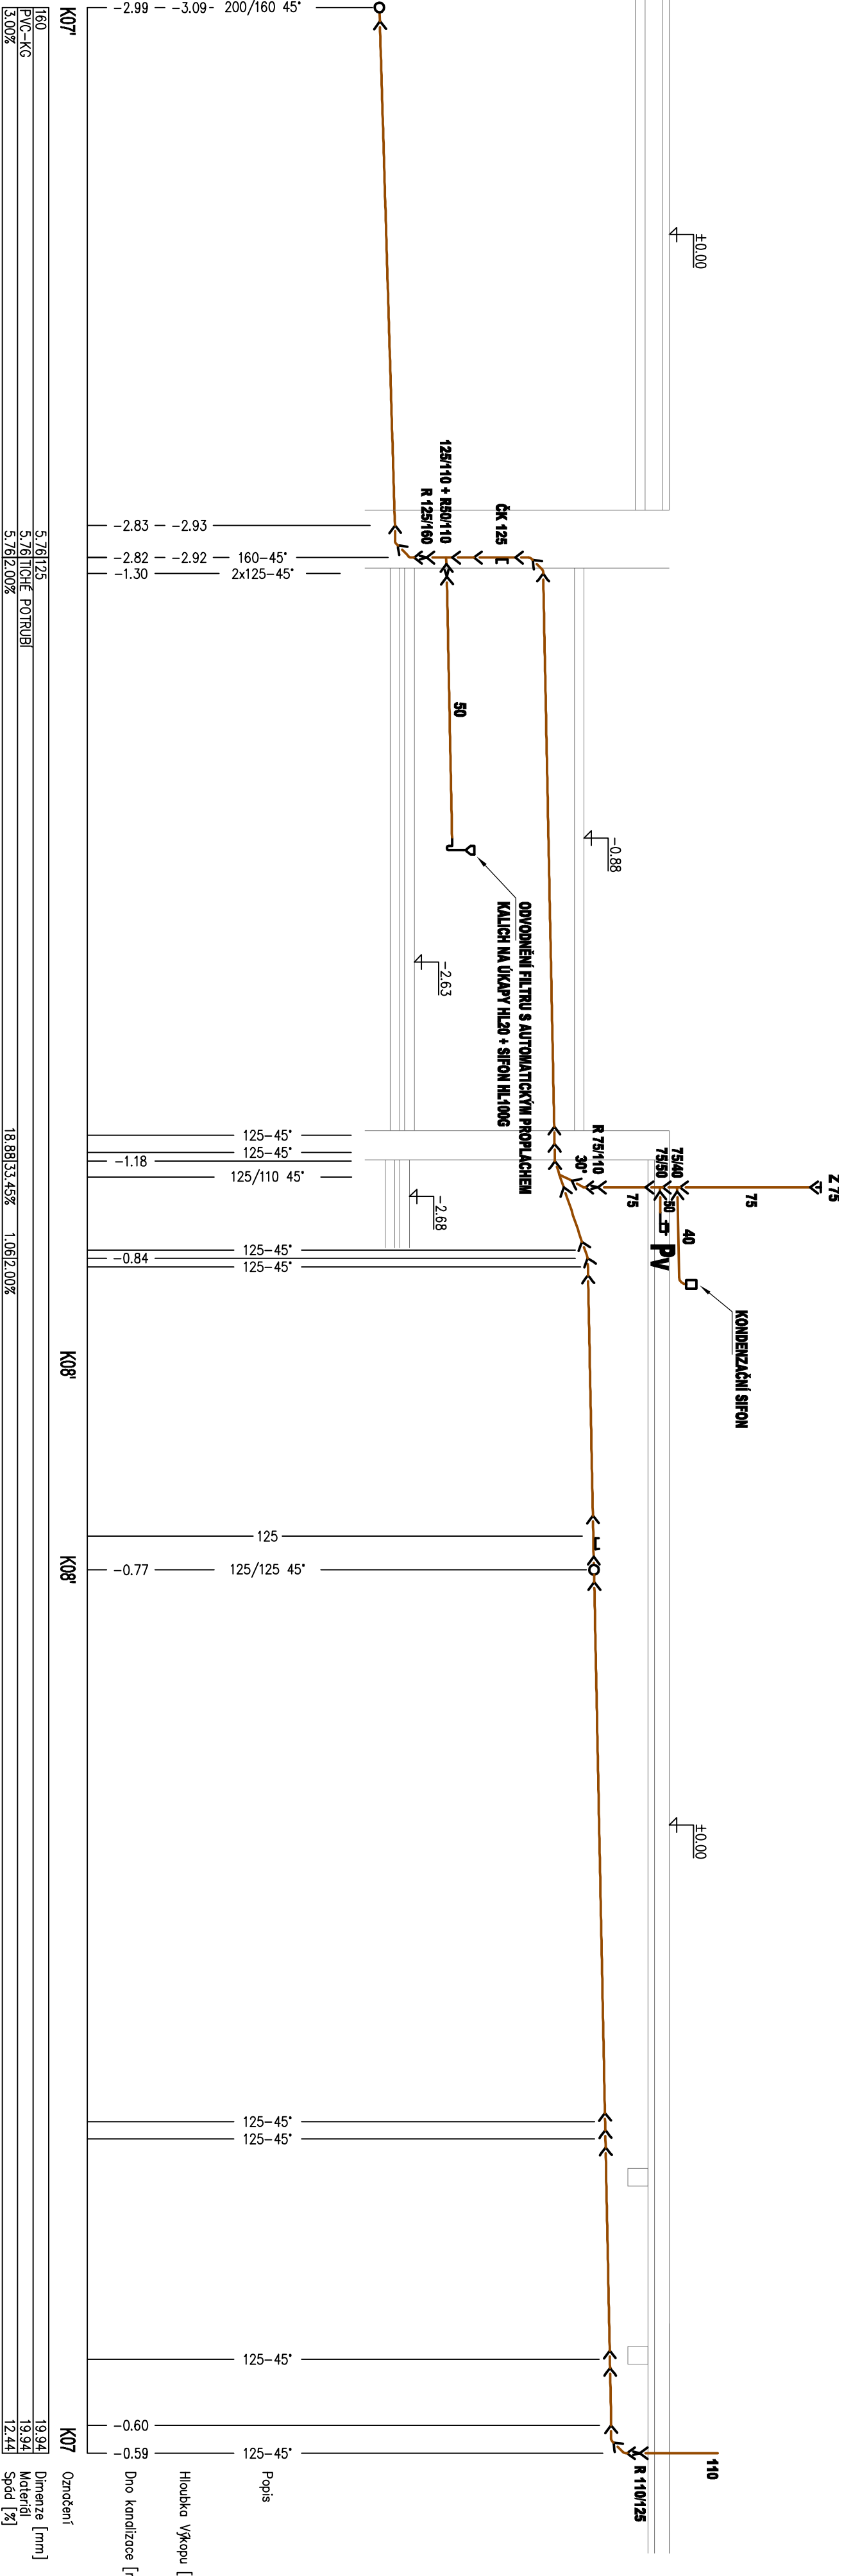 K07'
-2.99
-3.09
200/160 45°
160
PVC-KG
3.00%
±0.00
125/110 + R50/110
R 125/160
ČK 125
-2.83
-2.93
-2.82
-2.92
160-45°
-1.30
2x125-45°
5.76
125
5.76
TICHÉ POTRUBÍ
5.76
2.00%
50
-0.88
ODVODNĚNÍ FILTRU S AUTOMATICKÝM PROPLACHEM
KALICH NA ÚKAPY HL20 + SIFON HL100G
-2.63
R 75/110
30°
75
75/50
75/40
50
40
75
Z 75
PV
KONDENZAČNÍ SIFON
125-45°
125-45°
-1.18
125/110 45°
-2.68
125-45°
-0.84
125-45°
18.88
33.45%
1.06
2.00%
K08'
125
K08'
-0.77
125/125 45°
±0.00
125-45°
125-45°
125-45°
-0.60
-0.59
125-45°
R 110/125
110
K07
19.94
19.94
12.44
Popis
Hloubka Výkopu [
Dno kanalizace [
Označení
Dimenze [mm]
Materiál
Spád [%]